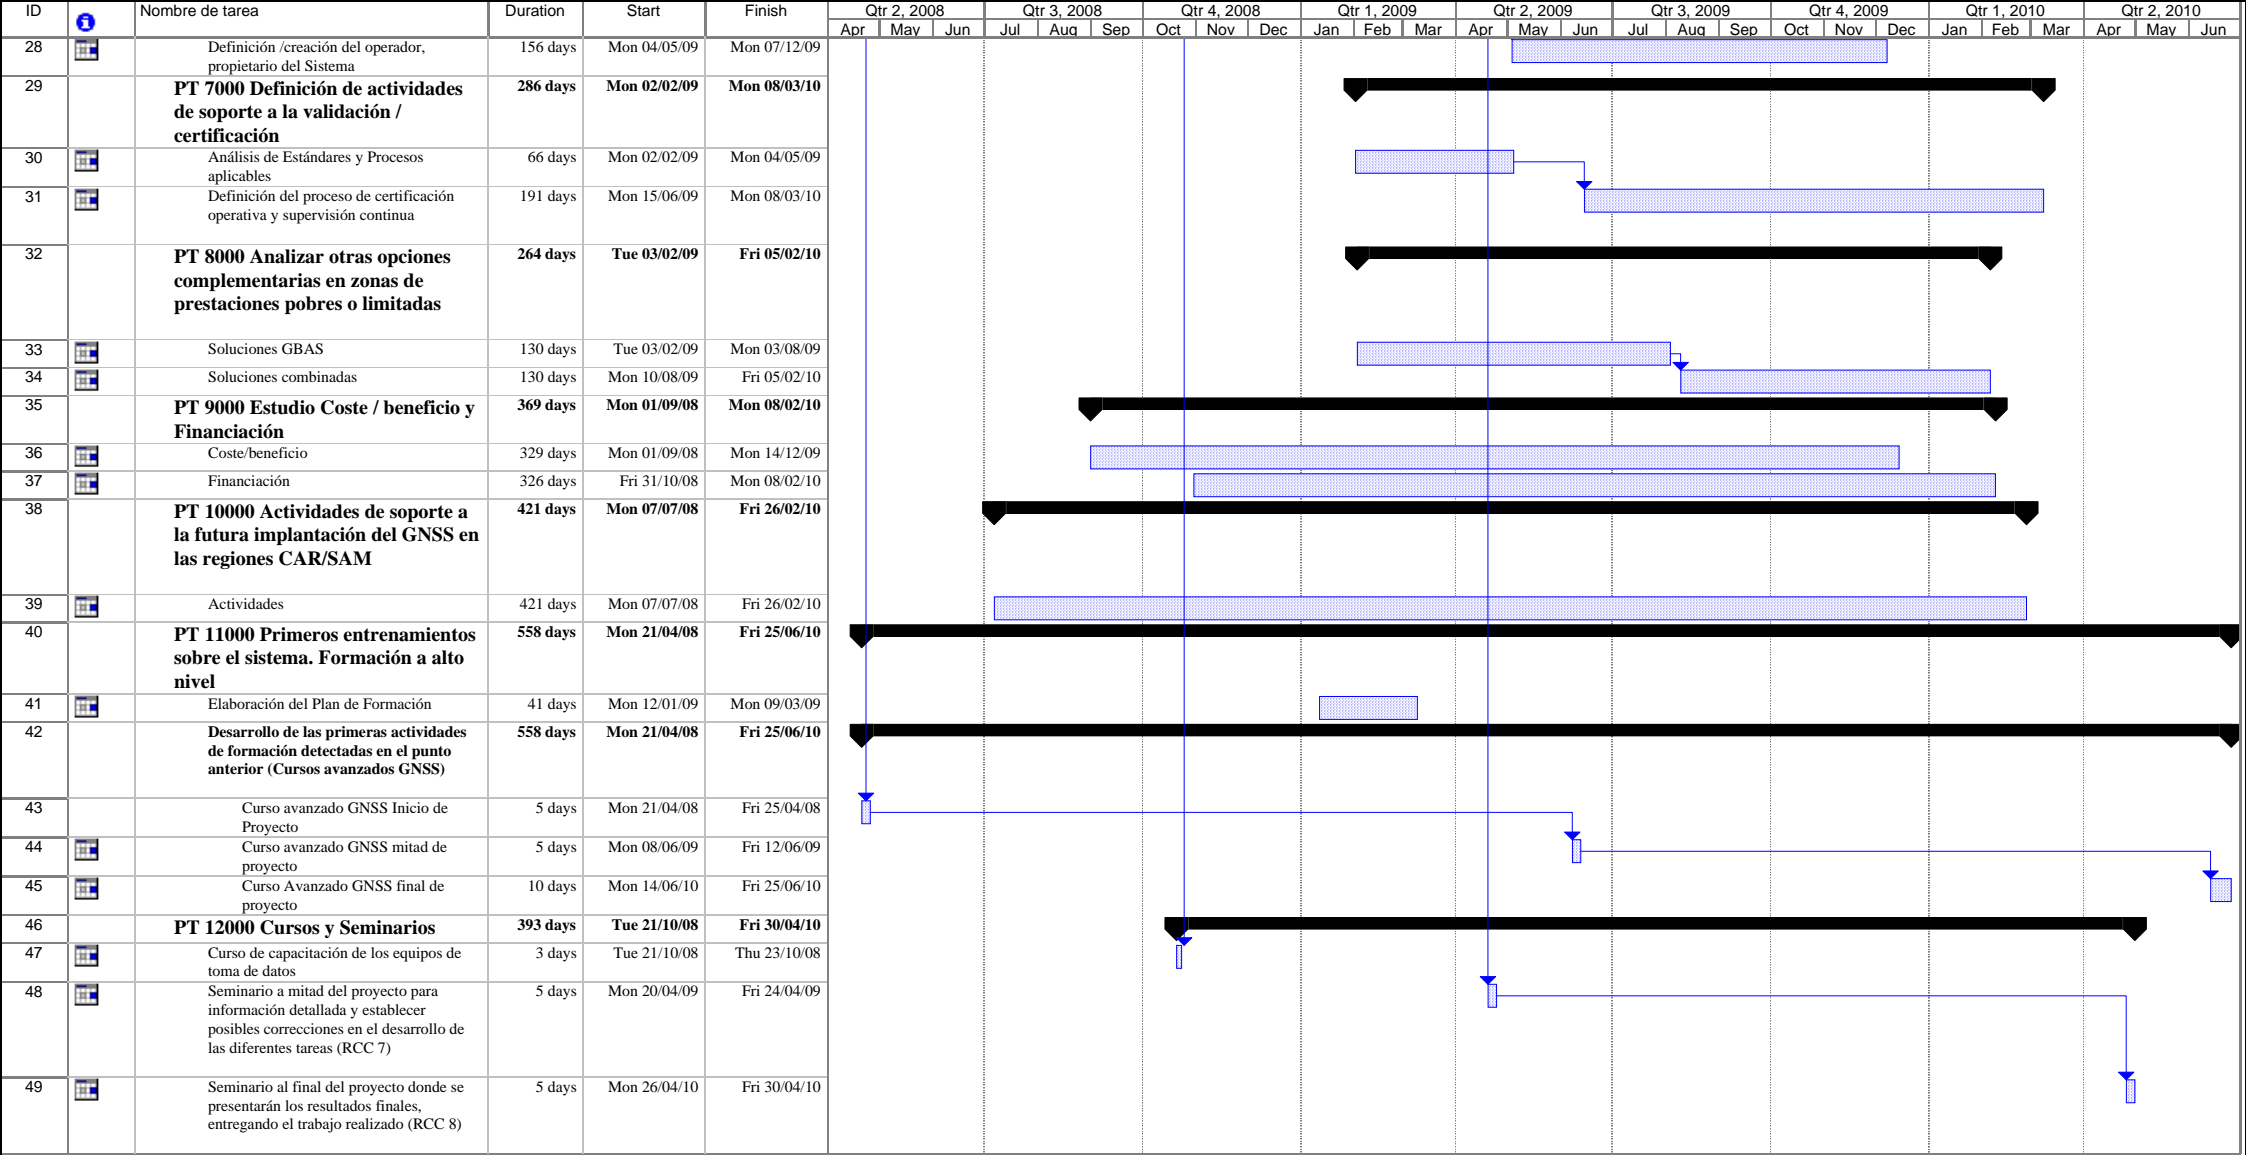 ID Nombre de tarea Duration Start Finish Qtr 2, 2008 Qtr 3, 2008 Qtr 4, 2008 Qtr 1, 2009 Qtr 2, 2009 Qtr 3, 2009 Qtr 4, 2009 Qtr 1, 2010 Qtr 2, 2010
Apr May Jun Jul Aug Sep Oct Nov Dec Jan Feb Mar Apr May Jun Jul Aug Sep Oct Nov Dec Jan Feb Mar Apr May Jun
28 Definición /creación del operador, 156 days Mon 04/05/09 Mon 07/12/09
propietario del Sistema
29 PT 7000 Definición de actividades 286 days Mon 02/02/09 Mon 08/03/10
de soporte a la validación /
certificación
30 Análisis de Estándares y Procesos 66 days Mon 02/02/09 Mon 04/05/09
aplicables
31 Definición del proceso de certificación 191 days Mon 15/06/09 Mon 08/03/10
operativa y supervisión continua
32 PT 8000 Analizar otras opciones 264 days Tue 03/02/09 Fri 05/02/10
complementarias en zonas de
prestaciones pobres o limitadas
33 Soluciones GBAS 130 days Tue 03/02/09 Mon 03/08/09
34 Soluciones combinadas 130 days Mon 10/08/09 Fri 05/02/10
35 PT 9000 Estudio Coste / beneficio y 369 days Mon 01/09/08 Mon 08/02/10
Financiación
36 Coste/beneficio 329 days Mon 01/09/08 Mon 14/12/09
37 Financiación 326 days Fri 31/10/08 Mon 08/02/10
38 PT 10000 Actividades de soporte a 421 days Mon 07/07/08 Fri 26/02/10
la futura implantación del GNSS en
las regiones CAR/SAM
39 Actividades 421 days Mon 07/07/08 Fri 26/02/10
40 PT 11000 Primeros entrenamientos 558 days Mon 21/04/08 Fri 25/06/10
sobre el sistema. Formación a alto
nivel
41 Elaboración del Plan de Formación 41 days Mon 12/01/09 Mon 09/03/09
42 Desarrollo de las primeras actividades 558 days Mon 21/04/08 Fri 25/06/10
de formación detectadas en el punto
anterior (Cursos avanzados GNSS)
43 Curso avanzado GNSS Inicio de 5 days Mon 21/04/08 Fri 25/04/08
Proyecto
44 Curso avanzado GNSS mitad de 5 days Mon 08/06/09 Fri 12/06/09
proyecto
45 Curso Avanzado GNSS final de 10 days Mon 14/06/10 Fri 25/06/10
proyecto
46 PT 12000 Cursos y Seminarios 393 days Tue 21/10/08 Fri 30/04/10
47 Curso de capacitación de los equipos de 3 days Tue 21/10/08 Thu 23/10/08
toma de datos
48 Seminario a mitad del proyecto para 5 days Mon 20/04/09 Fri 24/04/09
información detallada y establecer
posibles correcciones en el desarrollo de
las diferentes tareas (RCC 7)
49 Seminario al final del proyecto donde se 5 days Mon 26/04/10 Fri 30/04/10
presentarán los resultados finales,
entregando el trabajo realizado (RCC 8)